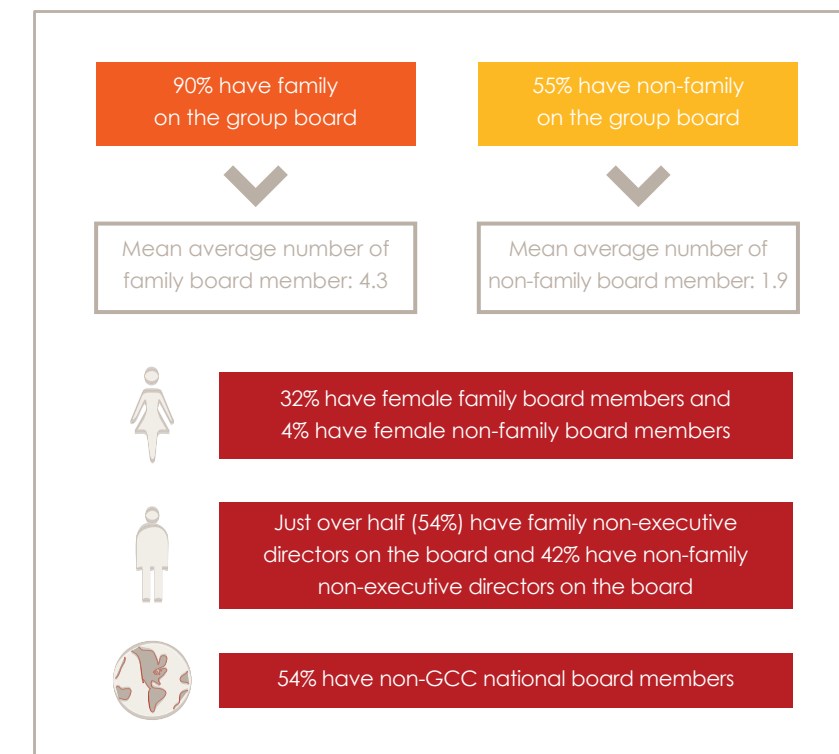 90% have family
on the group board
55% have non-family
on the group board
Mean average number of
family board member: 4.3
Mean average number of
non-family board member: 1.9
32% have female family board members and
4% have female non-family board members
Just over half (54%) have family non-executive
directors on the board and 42% have non-family
non-executive directors on the board
54% have non-GCC national board members